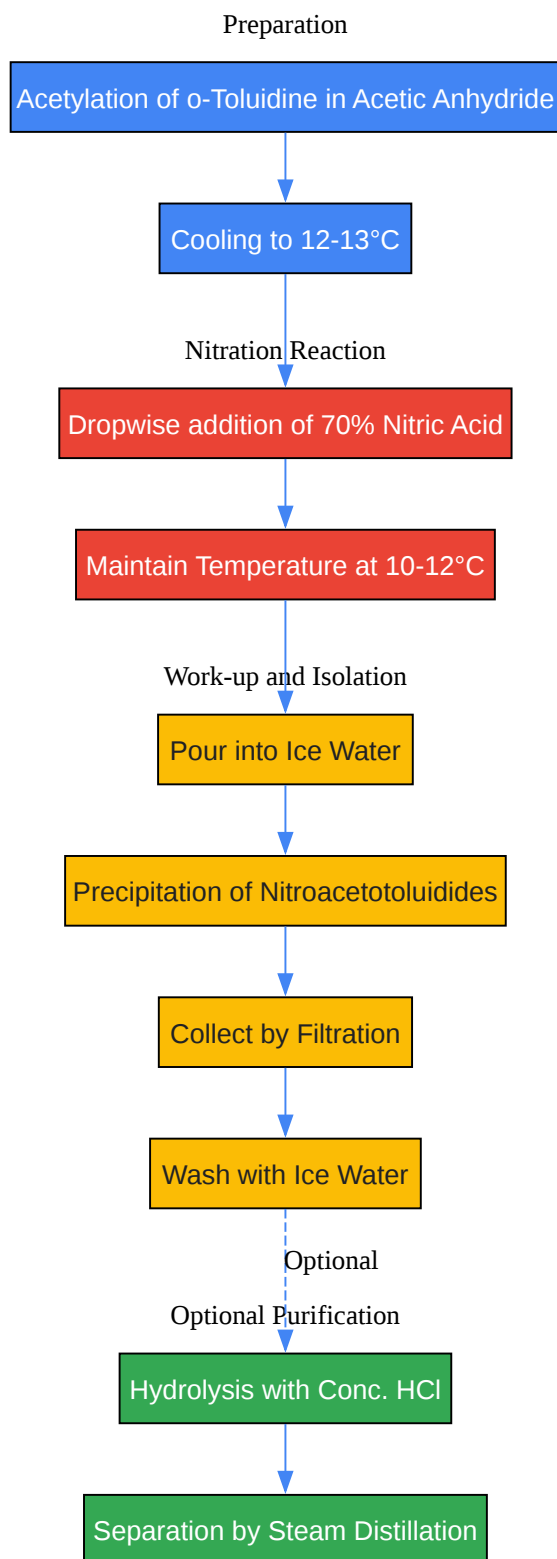 Preparation
Acetylation of o-Toluidine in Acetic Anhydride
Cooling to 12-13°C
Nitration Reaction
Dropwise addition of 70% Nitric Acid
Maintain Temperature at 10-12°C
Work-up and Isolation
Pour into Ice Water
Precipitation of Nitroacetotoluidides
Collect by Filtration
Wash with Ice Water
Optional
Optional Purification
Hydrolysis with Conc. HCl
Separation by Steam Distillation